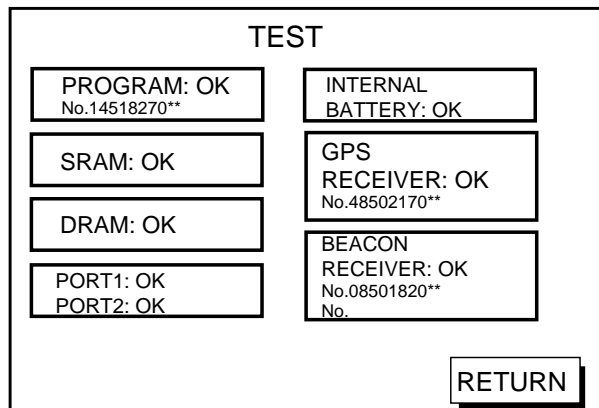 TEST
PROGRAM: OK
No.14518270**
SRAM: OK
DRAM: OK
PORT1: OK
PORT2: OK
INTERNAL
BATTERY: OK
GPS
RECEIVER: OK
No.48502170**
BEACON
RECEIVER: OK
No.08501820**
No.
RETURN